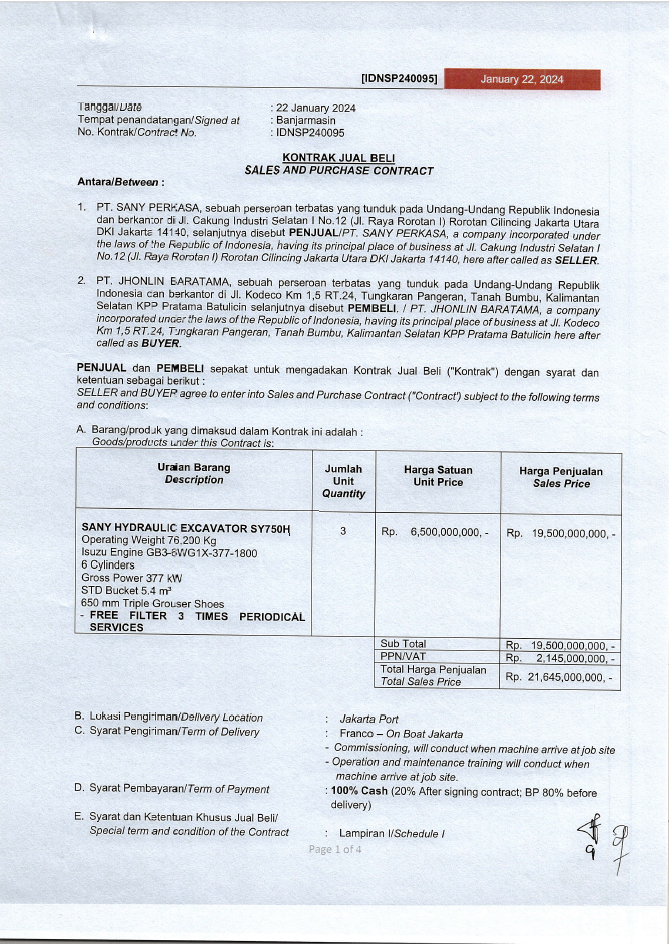 [IDNSP240095] January 22, 2024
Tanggal/Date : 22 January 2024
Tempat penandatangan/Signed at : Banjarmasin
No. Kontrak/Contract No. : IDNSP240095
KONTRAK JUAL BELI
SALES AND PURCHASE CONTRACT
Antara/Between :
1. PT. SANY PERKASA, sebuah perseroan terbatas yang tunduk pada Undang-Undang Republik Indonesia
dan berkantor di Jl. Cakung Industri Selatan I No.12 (Jl. Raya Rorotan I) Rorotan Cilincing Jakarta Utara
DKI Jakarta 14140, selanjutnya disebut PENJUAL/PT. SANY PERKASA, a company incorporated under
the laws of the Republic of Indonesia, having its principal place of business at Jl. Cakung Industri Selatan I
No.12 (Jl. Raya Rorotan I) Rorotan Cilincing Jakarta Utara DKI Jakarta 14140, here after called as SELLER.
2. PT. JHONLIN BARATAMA, sebuah perseroan terbatas yang tunduk pada Undang-Undang Republik
Indonesia dan berkantor di Jl. Kodeco Km 1,5 RT.24, Tungkaran Pangeran, Tanah Bumbu, Kalimantan
Selatan KPP Pratama Batulicin selanjutnya disebut PEMBELI. / PT. JHONLIN BARATAMA, a company
incorporated under the laws of the Republic of Indonesia, having its principal place of business at Jl. Kodeco
Km 1,5 RT.24, Tungkaran Pangeran, Tanah Bumbu, Kalimantan Selatan KPP Pratama Batulicin here after
called as BUYER.
PENJUAL dan PEMBELI sepakat untuk mengadakan Kontrak Jual Beli ("Kontrak") dengan syarat dan
ketentuan sebagai berikut :
SELLER and BUYER agree to enter into Sales and Purchase Contract ("Contract') subject to the following terms
and conditions:
A. Barang/produk yang dimaksud dalam Kontrak ini adalah :
Goods/products under this Contract is:
Uraian Barang Description Jumlah Unit Quantity Harga Satuan Unit Price Harga Penjualan Sales Price
SANY HYDRAULIC EXCAVATOR SY750H 3 Rp. 6,500,000,000, - Rp. 19,500,000,000, -
Operating Weight 76,200 Kg
Isuzu Engine GB3-6WG1X-377-1800
6 Cylinders
Gross Power 377 kW
STD Bucket 5.4 m³
650 mm Triple Grouser Shoes
- FREE FILTER 3 TIMES PERIODICAL
SERVICES
Sub Total Rp. 19,500,000,000, -
PPN/VAT Rp. 2,145,000,000, -
Total Harga Penjualan
Total Sales Price Rp. 21,645,000,000, -
B. Lokasi Pengiriman/Delivery Location : Jakarta Port
C. Syarat Pengiriman/Term of Delivery : Franco – On Boat Jakarta
- Commissioning, will conduct when machine arrive at job site
- Operation and maintenance training will conduct when
machine arrive at job site.
D. Syarat Pembayaran/Term of Payment : 100% Cash (20% After signing contract; BP 80% before
delivery)
E. Syarat dan Ketentuan Khusus Jual Beli/
Special term and condition of the Contract : Lampiran I/Schedule I
Page 1 of 4